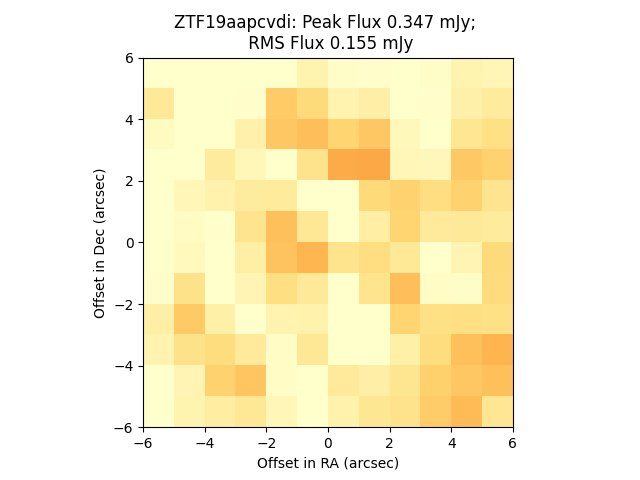 ZTF19aapcvdi: Peak Flux 0.347 mJy;
RMS Flux 0.155 mJy
6
4
2
0
−2
−4
−6
Offset in Dec (arcsec)
−6 −4 −2 0 2 4 6
Offset in RA (arcsec)